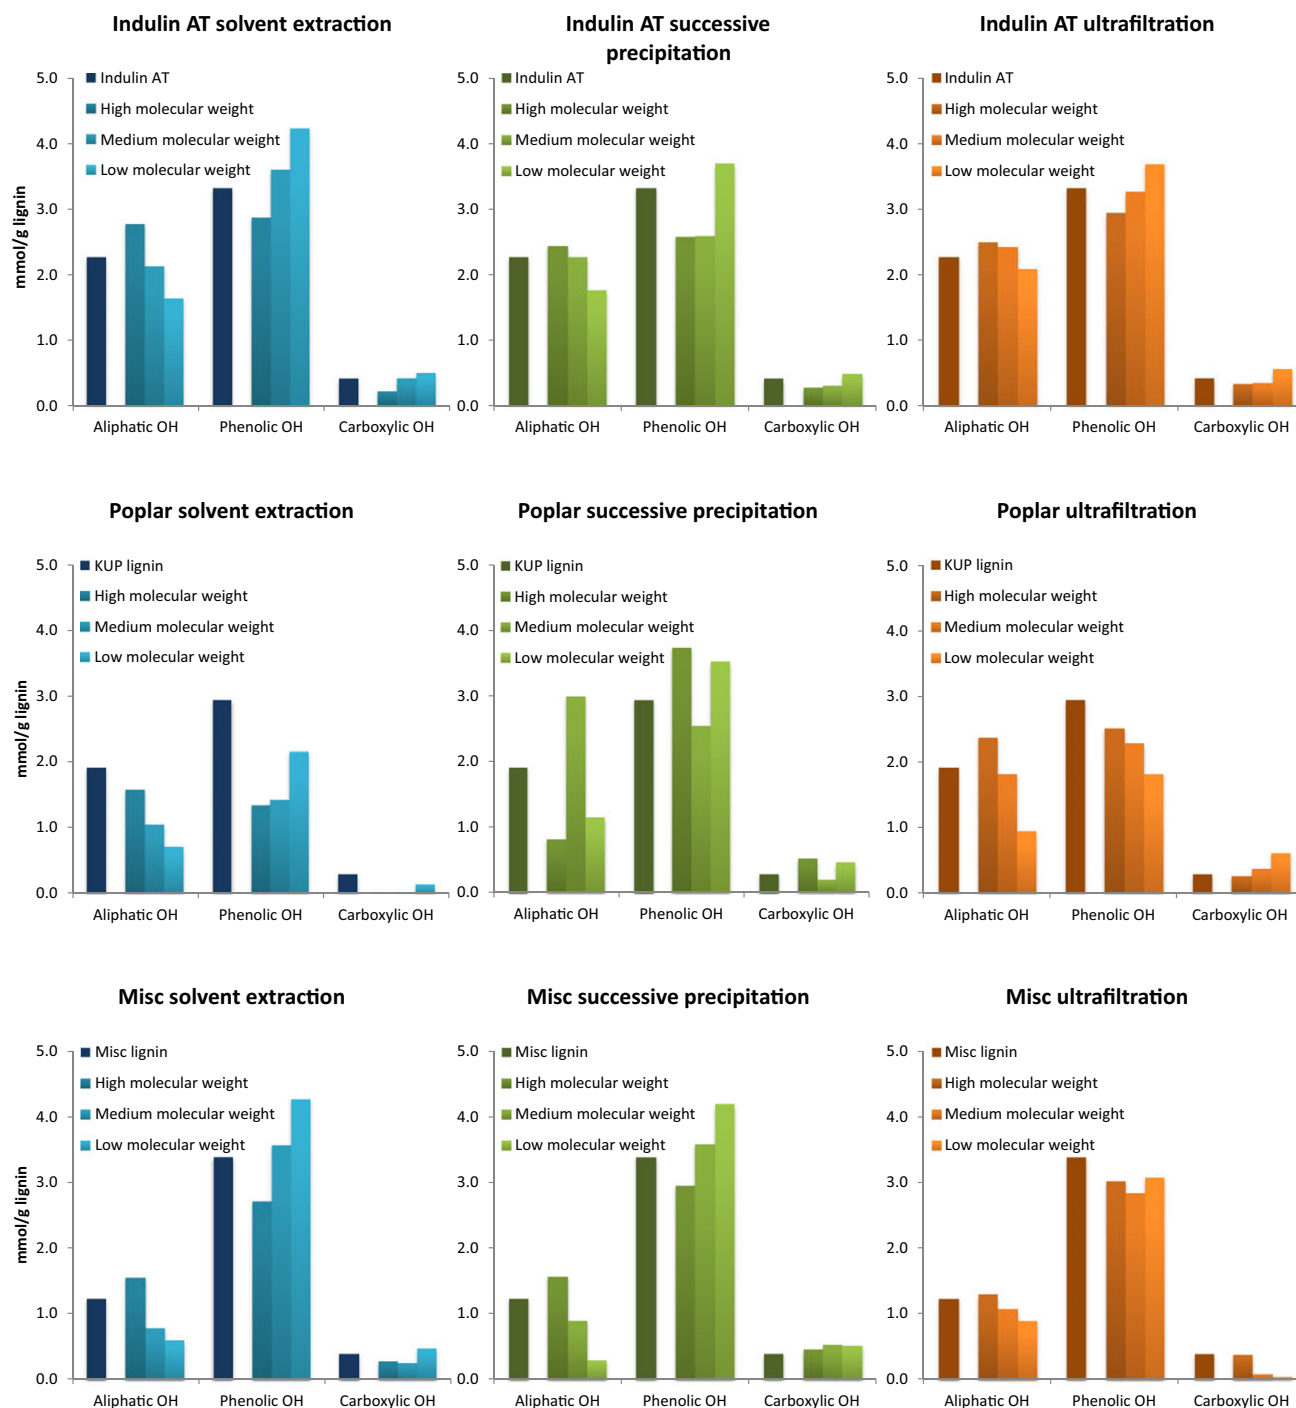 Indulin AT solvent extraction
mmol/g lignin
5.0
4.0
3.0
2.0
1.0
0.0
Indulin AT
High molecular weight
Medium molecular weight
Low molecular weight
Aliphatic OH
Phenolic OH
Carboxylic OH
Indulin AT successive
precipitation
5.0
4.0
3.0
2.0
1.0
0.0
Indulin AT
High molecular weight
Medium molecular weight
Low molecular weight
Aliphatic OH
Phenolic OH
Carboxylic OH
Indulin AT ultrafiltration
5.0
4.0
3.0
2.0
1.0
0.0
Indulin AT
High molecular weight
Medium molecular weight
Low molecular weight
Aliphatic OH
Phenolic OH
Carboxylic OH
Poplar solvent extraction
mmol/g lignin
5.0
4.0
3.0
2.0
1.0
0.0
KUP lignin
High molecular weight
Medium molecular weight
Low molecular weight
Aliphatic OH
Phenolic OH
Carboxylic OH
Poplar successive precipitation
5.0
4.0
3.0
2.0
1.0
0.0
KUP lignin
High molecular weight
Medium molecular weight
Low molecular weight
Aliphatic OH
Phenolic OH
Carboxylic OH
Poplar ultrafiltration
5.0
4.0
3.0
2.0
1.0
0.0
KUP lignin
High molecular weight
Medium molecular weight
Low molecular weight
Aliphatic OH
Phenolic OH
Carboxylic OH
Misc solvent extraction
mmol/g lignin
5.0
4.0
3.0
2.0
1.0
0.0
Misc lignin
High molecular weight
Medium molecular weight
Low molecular weight
Aliphatic OH
Phenolic OH
Carboxylic OH
Misc successive precipitation
5.0
4.0
3.0
2.0
1.0
0.0
Misc lignin
High molecular weight
Medium molecular weight
Low molecular weight
Aliphatic OH
Phenolic OH
Carboxylic OH
Misc ultrafiltration
5.0
4.0
3.0
2.0
1.0
0.0
Misc lignin
High molecular weight
Medium molecular weight
Low molecular weight
Aliphatic OH
Phenolic OH
Carboxylic OH